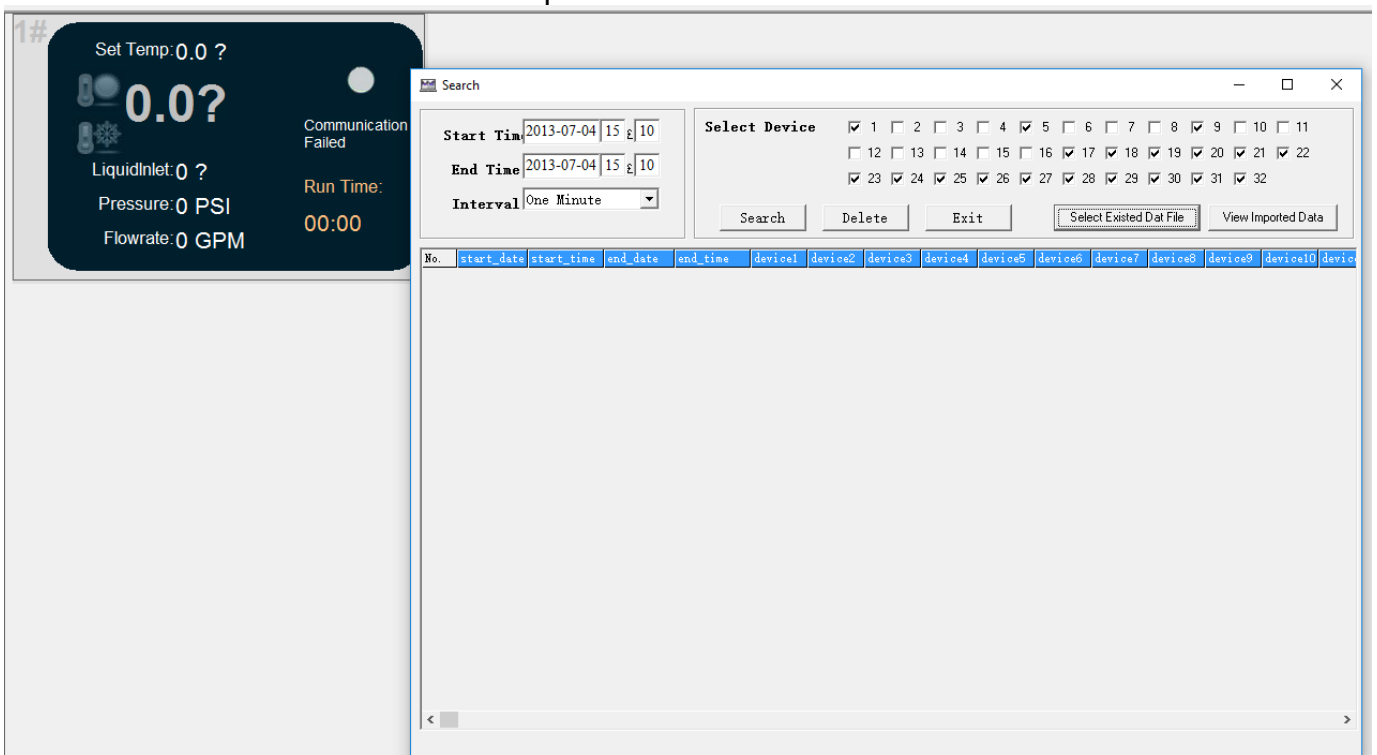 1#
Set Temp:0.0 ?
0.0?
Communication
Failed
LiquidInlet:0 ?
Pressure:0 PSI
Flowrate:0 GPM
Run Time:
00:00
Search
Start Tim 2013-07-04 15 £ 10
End Time 2013-07-04 15 £ 10
Interval One Minute
Select Device 1 2 3 4 5 6 7 8 9 10 11
12 13 14 15 16 17 18 19 20 21 22
23 24 25 26 27 28 29 30 31 32
Search Delete Exit Select Existed Dat File View Imported Data
No. start_date start_time end_date end_time device1 device2 device3 device4 device5 device6 device7 device8 device9 device10